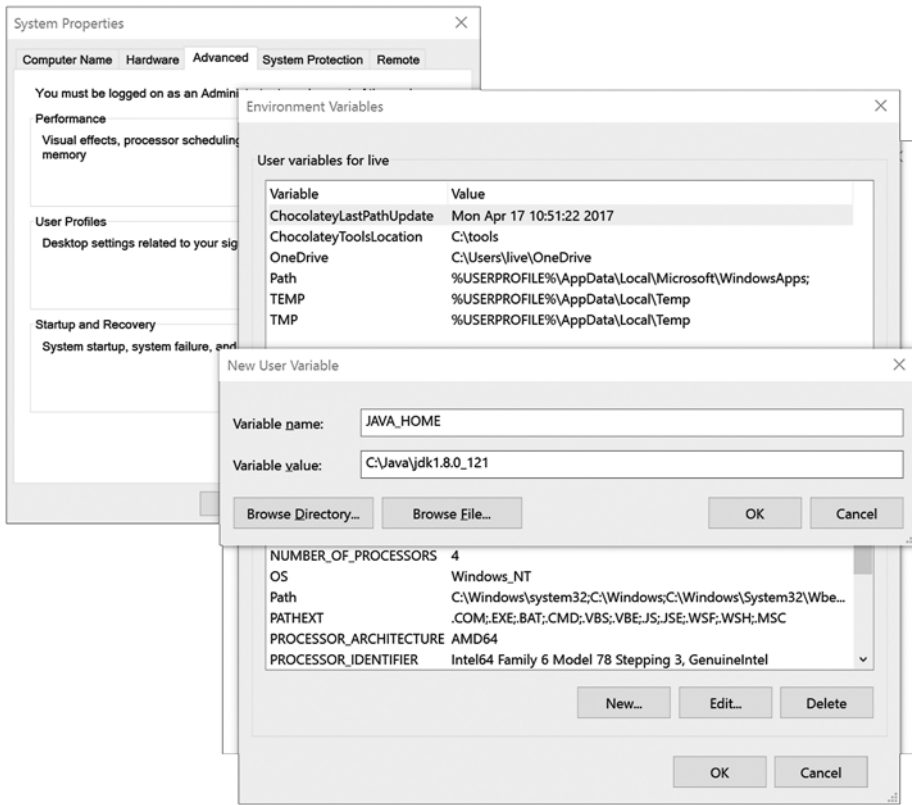 System Properties
Computer Name Hardware Advanced System Protection Remote
You must be logged on as an
Performance
Visual effects, processor scheduling
memory
User Profiles
Desktop settings related to your
Startup and Recovery
System startup, system failure, and
Environment Variables
User variables for live
Variable Value
ChocolateyLastPathUpdate Mon Apr 17 10:51:22 2017
ChocolateyToolsLocation C:\tools
OneDrive C:\Users\live\OneDrive
Path %USERPROFILE%\AppData\Local\Microsoft\WindowsApps;
TEMP %USERPROFILE%\AppData\Local\Temp
TMP %USERPROFILE%\AppData\Local\Temp
New User Variable
Variable name: JAVA_HOME
Variable value: C:\Java\jdk1.8.0_121
Browse Directory... Browse File... OK Cancel
NUMBER_OF_PROCESSORS 4
OS Windows_NT
Path C:\Windows\system32;C:\Windows;C:\Windows\System32\Wbe...
PATHEXT .COM;.EXE;.BAT;.CMD;.VBS;.VBE;.JS;.JSE;.WSF;.WSH;.MSC
PROCESSOR_ARCHITECTURE AMD64
PROCESSOR_IDENTIFIER Intel64 Family 6 Model 78 Stepping 3, GenuineIntel
New... Edit... Delete
OK Cancel